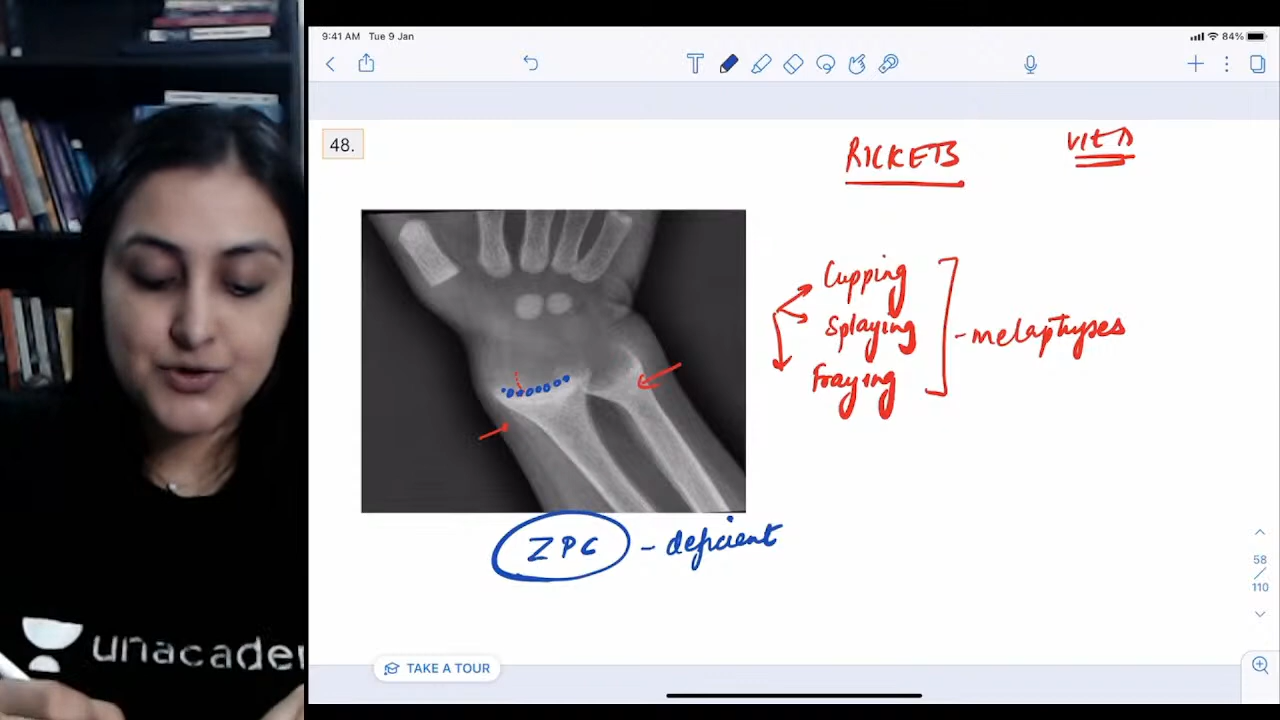 9:41 AM Tue 9 Jan
84%
48.
RICKETS
VIt D
Cupping
Splaying
Fraying
- metaphyses
ZPC - deficient
unacader
58
110
TAKE A TOUR